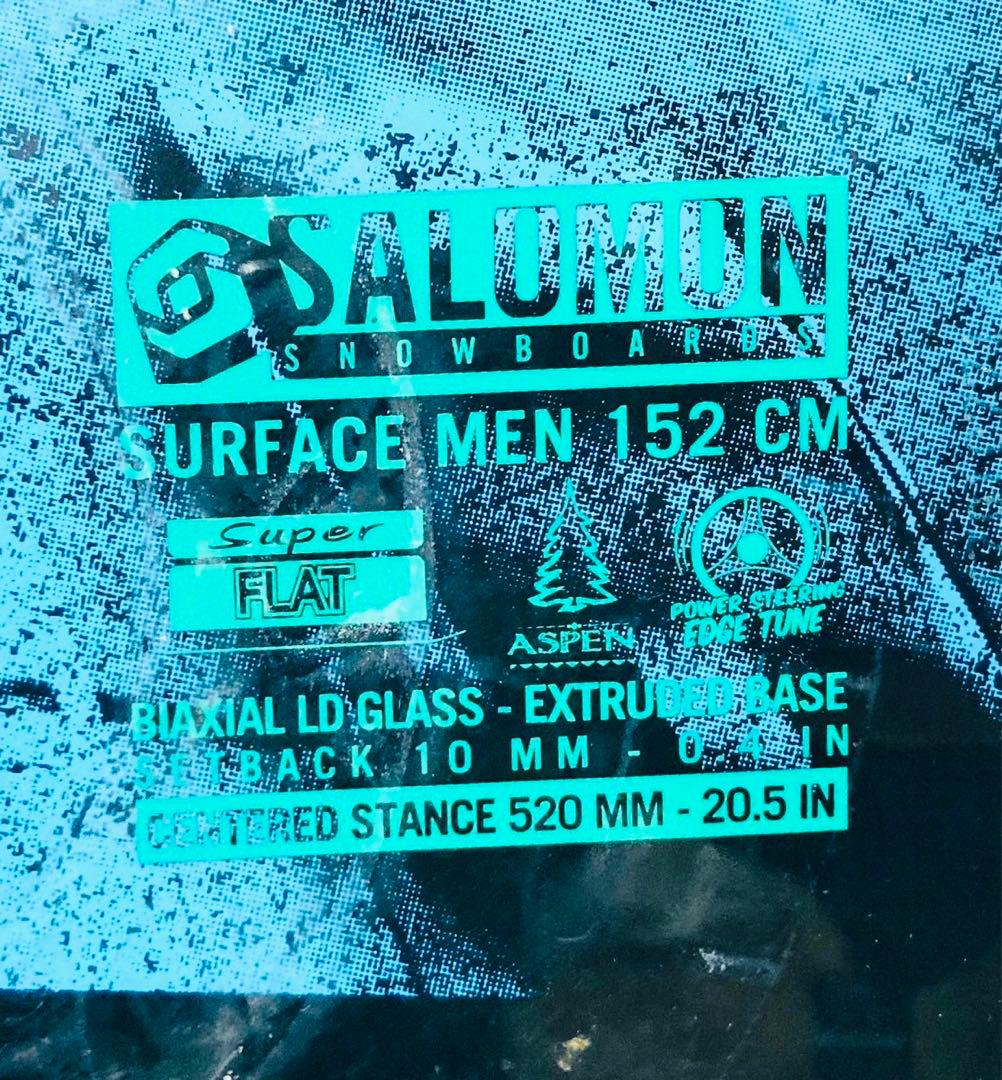 SALOMON
SNOWBOARDS
SURFACE MEN 152 CM
Super
FLAT
ASPEN
POWER STEERING
EDGE TUNE
BIAXIAL LD GLASS - EXTRUDED BASE
SETBACK 10 MM - 0.4 IN
CENTERED STANCE 520 MM - 20.5 IN